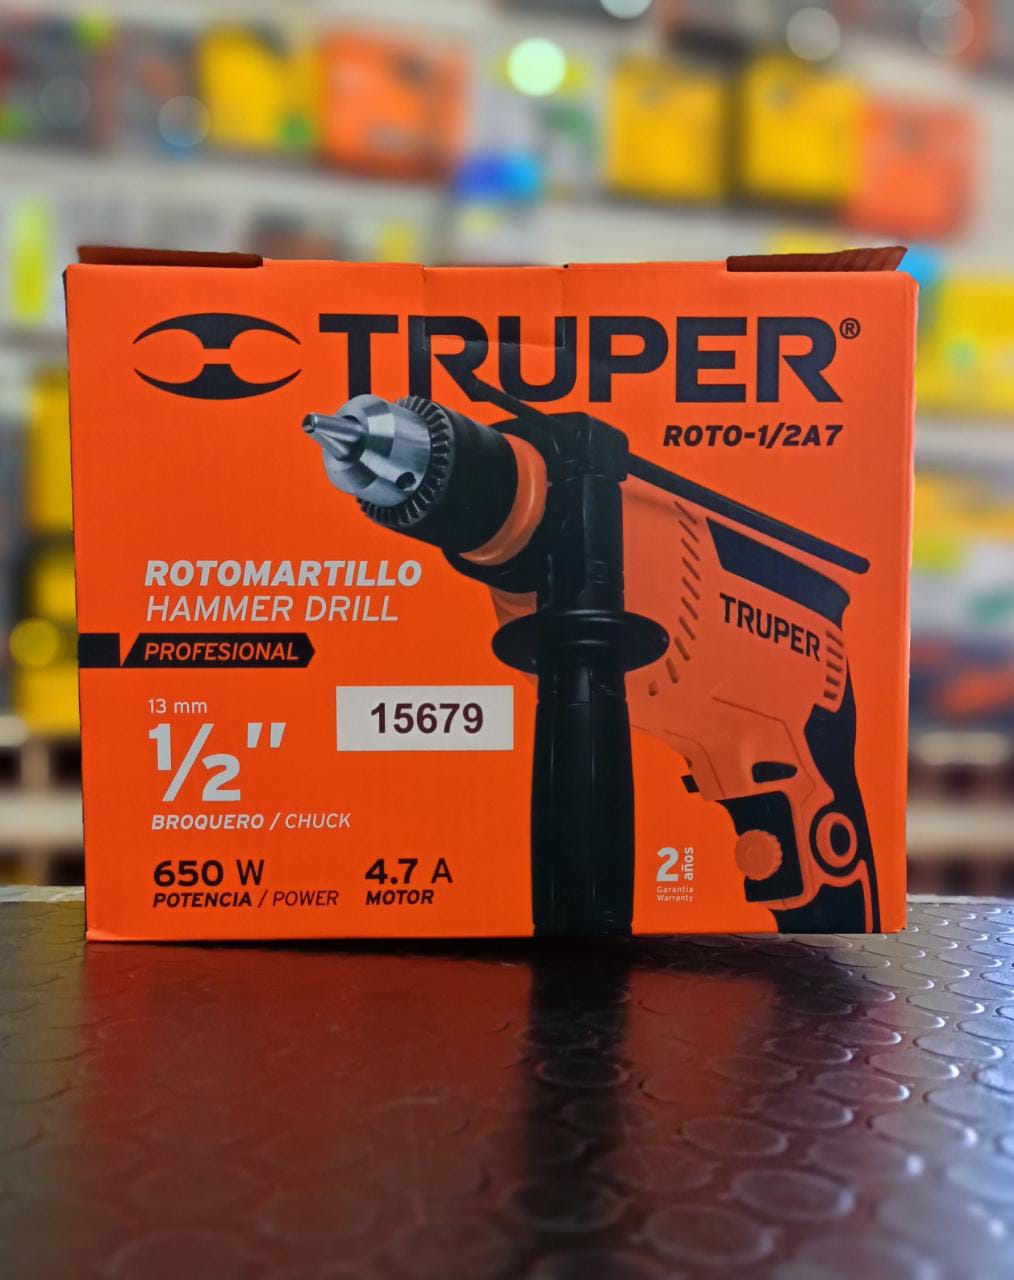 TRUPER®
ROTO-1/2A7
ROTOMARTILLO
HAMMER DRILL
PROFESIONAL
TRUPER
13 mm
1/2"
15679
BROQUERO / CHUCK
650 W
POTENCIA / POWER
4.7 A
MOTOR
2 años
Garantía
Warranty